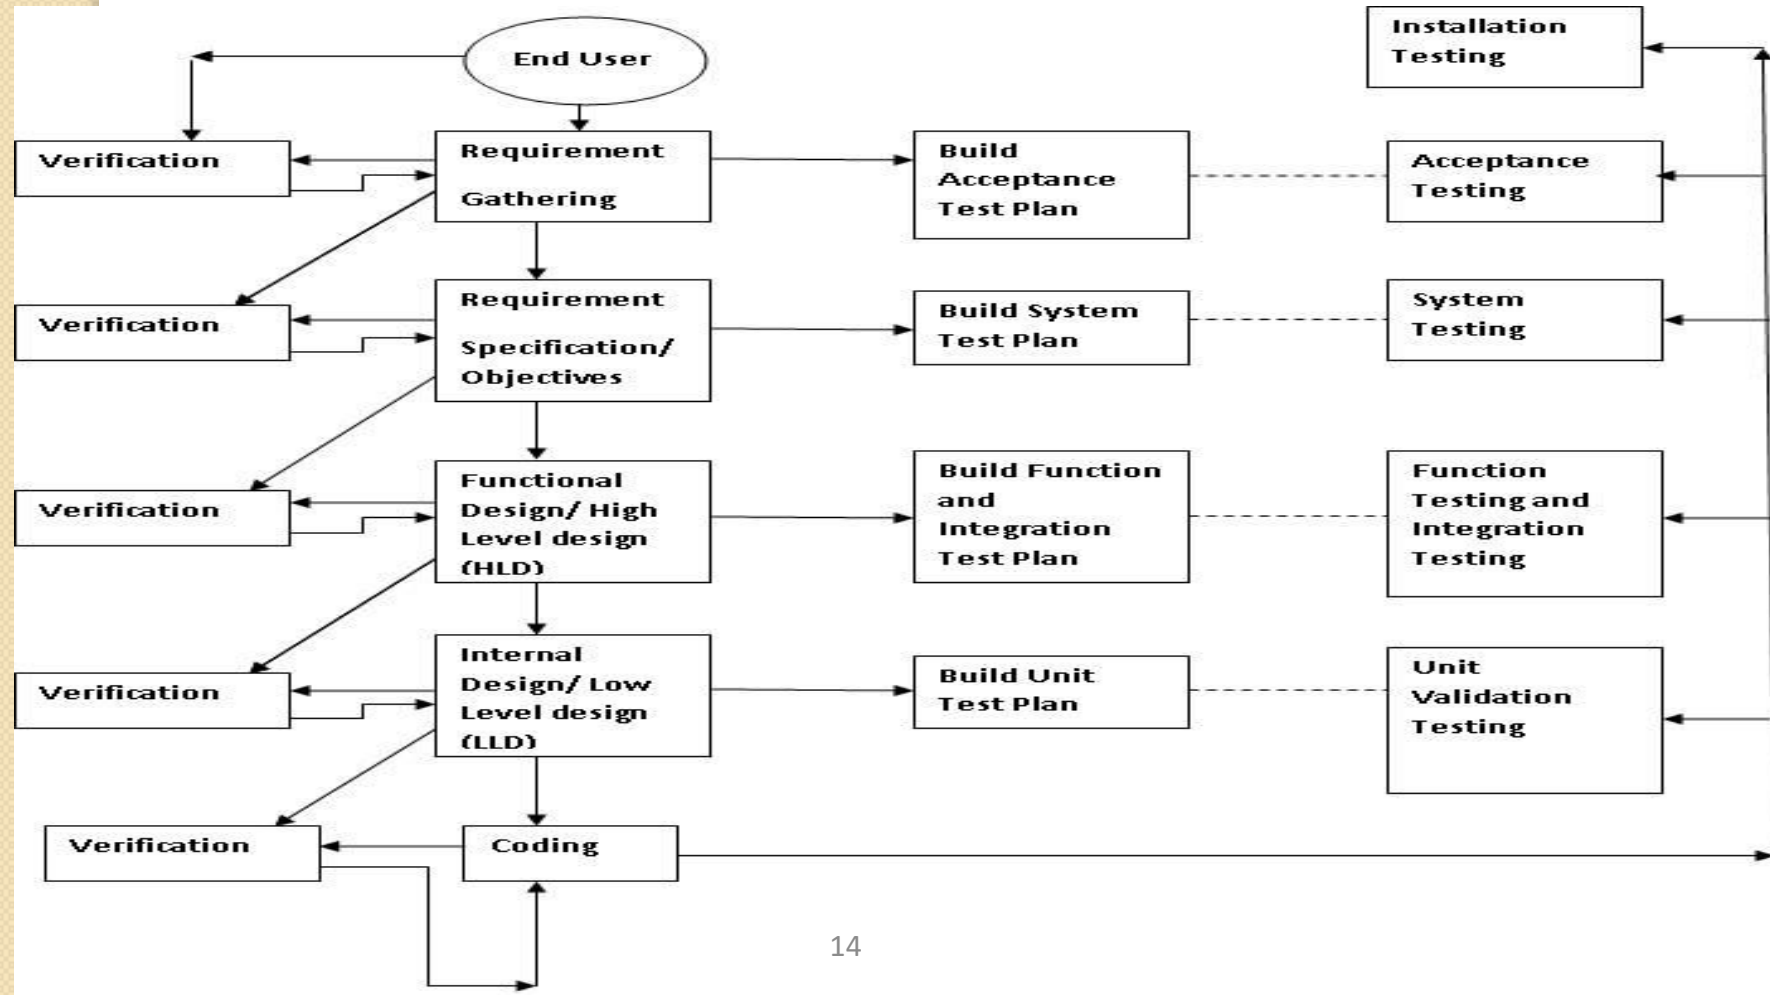 End User
Installation
Testing
Verification
Requirement
Gathering
Build
Acceptance
Test Plan
Acceptance
Testing
Verification
Requirement
Specification/
Objectives
Build System
Test Plan
System
Testing
Verification
Functional
Design/ High
Level design
(HLD)
Build Function
and
Integration
Test Plan
Function
Testing and
Integration
Testing
Verification
Internal
Design/ Low
Level design
(LLD)
Build Unit
Test Plan
Unit
Validation
Testing
Verification
Coding
14